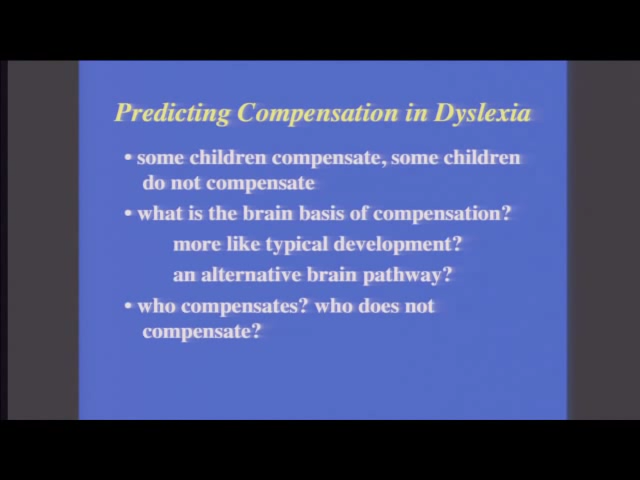 Predicting Compensation in Dyslexia
• some children compensate, some children
do not compensate
• what is the brain basis of compensation?
more like typical development?
an alternative brain pathway?
• who compensates? who does not
compensate?